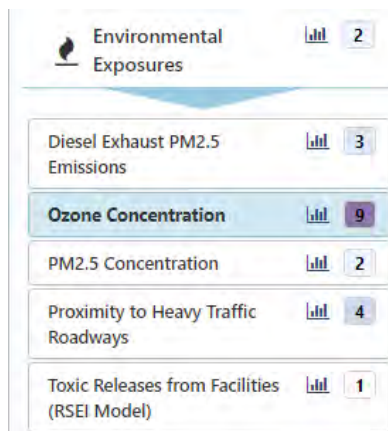 Environmental 2
Exposures
Diesel Exhaust PM2.5 3
Emissions
Ozone Concentration 9
PM2.5 Concentration 2
Proximity to Heavy Traffic 4
Roadways
Toxic Releases from Facilities 1
(RSEI Model)